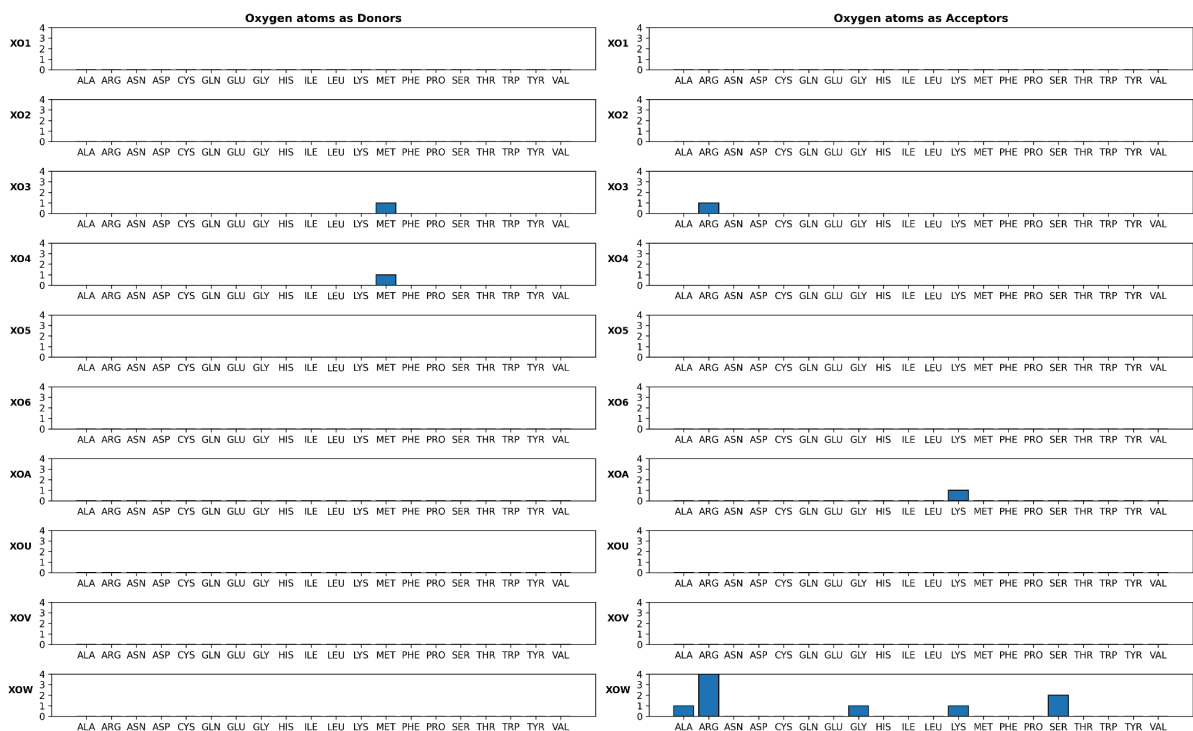 Oxygen atoms as Donors Oxygen atoms as Acceptors
4 4
3 3
XO1 2 XO1 2
1 1
0 0
ALA ARG ASN ASP CYS GLN GLU GLY HIS ILE LEU LYS MET PHE PRO SER THR TRP TYR VAL ALA ARG ASN ASP CYS GLN GLU GLY HIS ILE LEU LYS MET PHE PRO SER THR TRP TYR VAL
4 4
3 3
XO2 2 XO2 2
1 1
0 0
ALA ARG ASN ASP CYS GLN GLU GLY HIS ILE LEU LYS MET PHE PRO SER THR TRP TYR VAL ALA ARG ASN ASP CYS GLN GLU GLY HIS ILE LEU LYS MET PHE PRO SER THR TRP TYR VAL
4 4
3 3
XO3 2 XO3 2
1 1
0 0
ALA ARG ASN ASP CYS GLN GLU GLY HIS ILE LEU LYS MET PHE PRO SER THR TRP TYR VAL ALA ARG ASN ASP CYS GLN GLU GLY HIS ILE LEU LYS MET PHE PRO SER THR TRP TYR VAL
4 4
3 3
XO4 2 XO4 2
1 1
0 0
ALA ARG ASN ASP CYS GLN GLU GLY HIS ILE LEU LYS MET PHE PRO SER THR TRP TYR VAL ALA ARG ASN ASP CYS GLN GLU GLY HIS ILE LEU LYS MET PHE PRO SER THR TRP TYR VAL
4 4
3 3
XO5 2 XO5 2
1 1
0 0
ALA ARG ASN ASP CYS GLN GLU GLY HIS ILE LEU LYS MET PHE PRO SER THR TRP TYR VAL ALA ARG ASN ASP CYS GLN GLU GLY HIS ILE LEU LYS MET PHE PRO SER THR TRP TYR VAL
4 4
3 3
XO6 2 XO6 2
1 1
0 0
ALA ARG ASN ASP CYS GLN GLU GLY HIS ILE LEU LYS MET PHE PRO SER THR TRP TYR VAL ALA ARG ASN ASP CYS GLN GLU GLY HIS ILE LEU LYS MET PHE PRO SER THR TRP TYR VAL
4 4
3 3
XOA 2 XOA 2
1 1
0 0
ALA ARG ASN ASP CYS GLN GLU GLY HIS ILE LEU LYS MET PHE PRO SER THR TRP TYR VAL ALA ARG ASN ASP CYS GLN GLU GLY HIS ILE LEU LYS MET PHE PRO SER THR TRP TYR VAL
4 4
3 3
XOU 2 XOU 2
1 1
0 0
ALA ARG ASN ASP CYS GLN GLU GLY HIS ILE LEU LYS MET PHE PRO SER THR TRP TYR VAL ALA ARG ASN ASP CYS GLN GLU GLY HIS ILE LEU LYS MET PHE PRO SER THR TRP TYR VAL
4 4
3 3
XOV 2 XOV 2
1 1
0 0
ALA ARG ASN ASP CYS GLN GLU GLY HIS ILE LEU LYS MET PHE PRO SER THR TRP TYR VAL ALA ARG ASN ASP CYS GLN GLU GLY HIS ILE LEU LYS MET PHE PRO SER THR TRP TYR VAL
4 4
3 3
XOW 2 XOW 2
1 1
0 0
ALA ARG ASN ASP CYS GLN GLU GLY HIS ILE LEU LYS MET PHE PRO SER THR TRP TYR VAL ALA ARG ASN ASP CYS GLN GLU GLY HIS ILE LEU LYS MET PHE PRO SER THR TRP TYR VAL